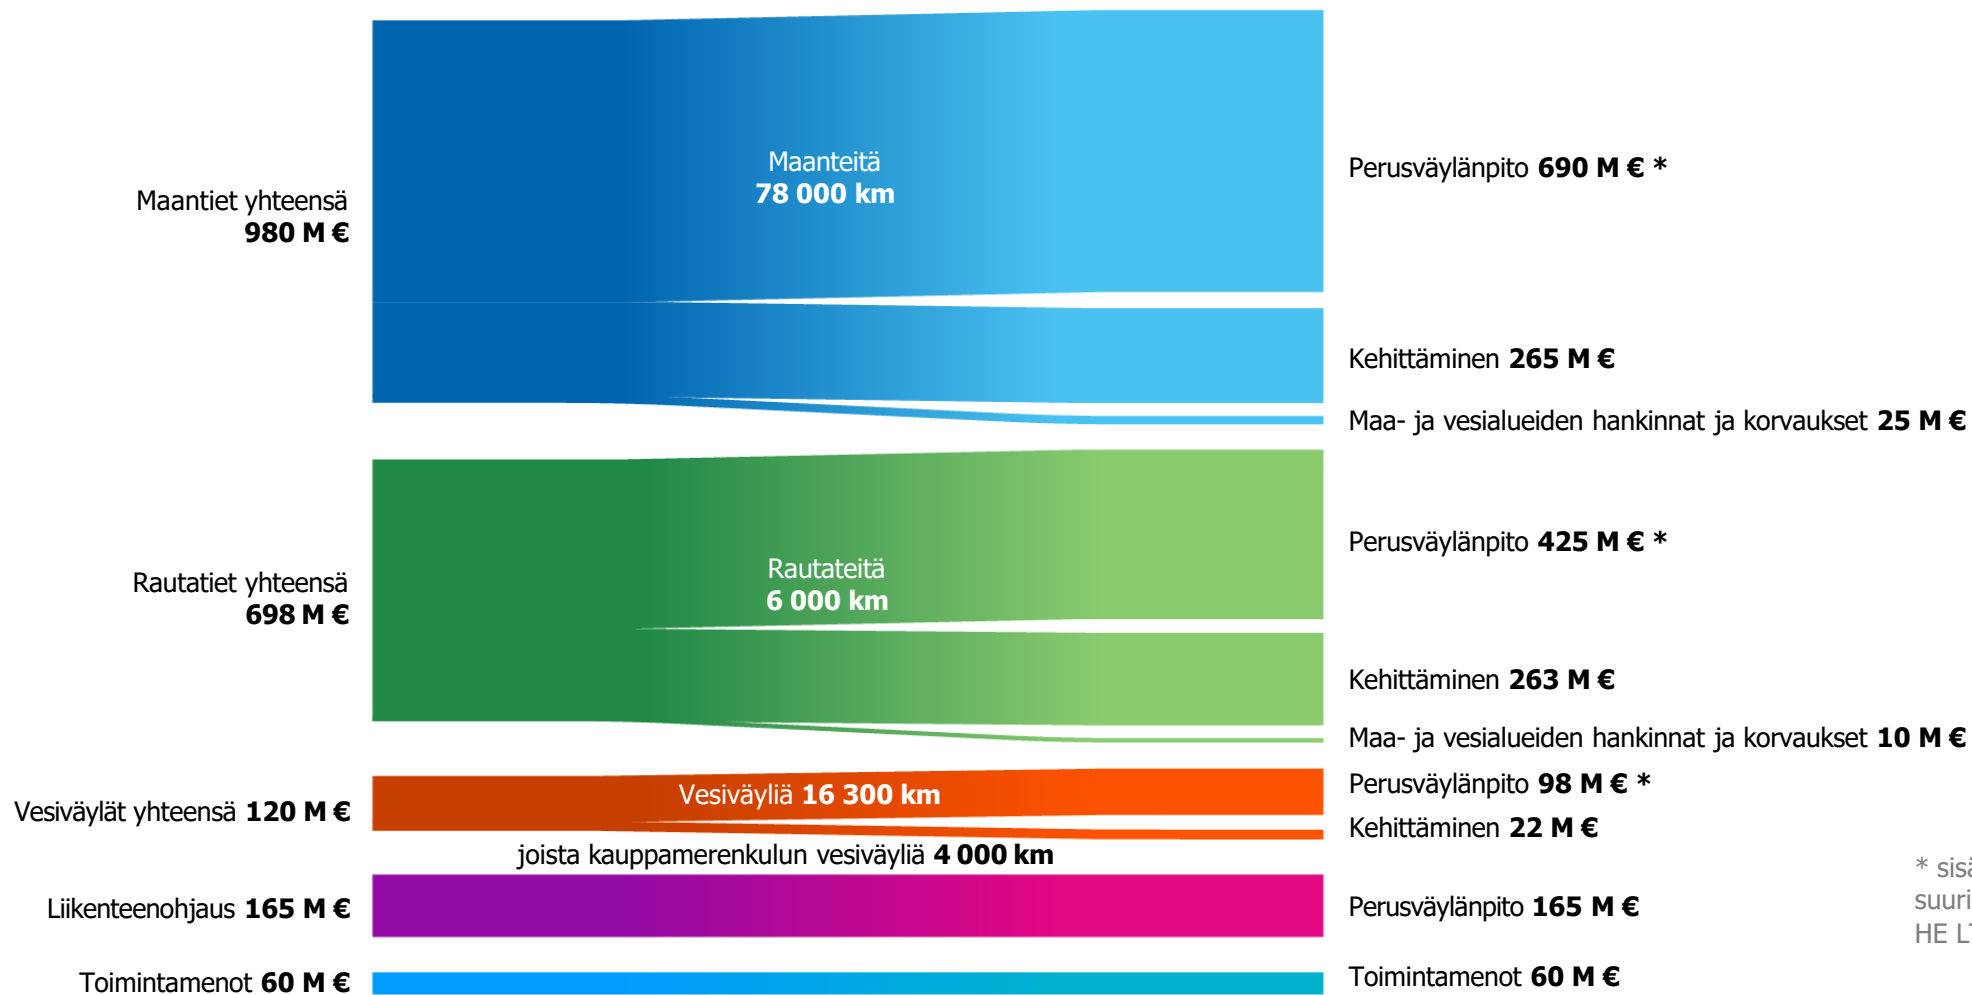 Maantiet yhteensä
980 M €
Maanteitä
78 000 km
Perusväylänpito 690 M € *
Kehittäminen 265 M €
Maa- ja vesialueiden hankinnat ja korvaukset 25 M €
Rautatiet yhteensä
698 M €
Rautateitä
6 000 km
Perusväylänpito 425 M € *
Kehittäminen 263 M €
Maa- ja vesialueiden hankinnat ja korvaukset 10 M €
Vesiväylät yhteensä 120 M €
Vesiväyliä 16 300 km
Perusväylänpito 98 M € *
Kehittäminen 22 M €
joista kauppamerenkulun vesiväyliä 4 000 km
Liikenteenohjaus 165 M €
Perusväylänpito 165 M €
Toimintamenot 60 M €
Toimintamenot 60 M €
*
HE